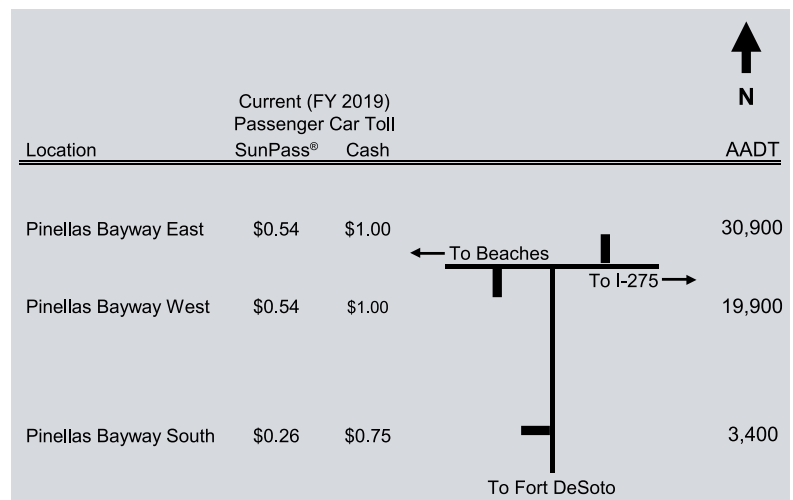 N
Current (FY 2019)
Passenger Car Toll
Location SunPass® Cash AADT
Pinellas Bayway East $0.54 $1.00 30,900
To Beaches
To I-275
Pinellas Bayway West $0.54 $1.00 19,900
Pinellas Bayway South $0.26 $0.75 3,400
To Fort DeSoto